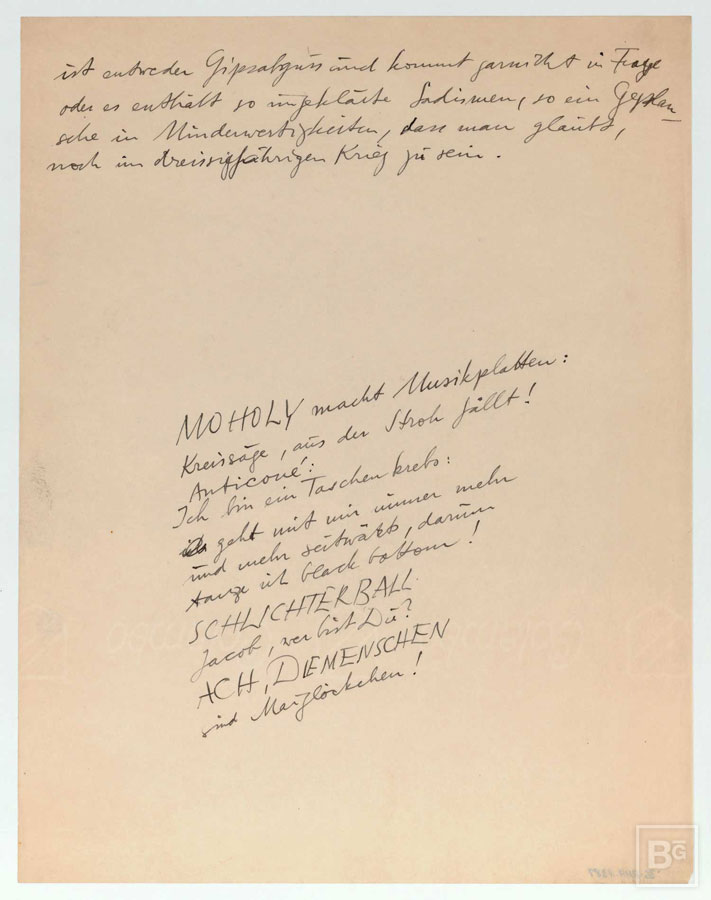 ist entweder Gipsabguss und kommt garnicht in Frage
oder es enthält so ungeklärte Sadismen, so ein Geplan-
sche in Minderwertigkeiten, dass man glaubt,
noch im dreissigjährigen Krieg zu sein.
MOHOLY macht Musikplatten:
Kreissäge, aus der Stroh fällt!
Anticoué:
Ich bin ein Taschenkrebs:
es geht mit mir immer mehr
und mehr seitwärts, darum
tanze ich black bottom!
SCHLICHTERBALL
Jacob, wer bist Du?
ACH, DIEMENSCHEN
sind Maiglöckchen!
BG